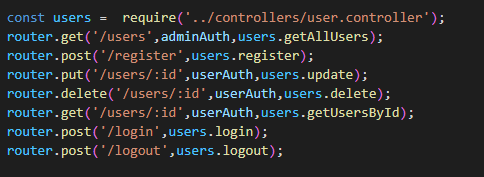 const users =  require('../controllers/user.controller');
router.get('/users',adminAuth,users.getAllUsers);
router.post('/register',users.register);
router.put('/users/:id',userAuth,users.update);
router.delete('/users/:id',userAuth,users.delete);
router.get('/users/:id',userAuth,users.getUsersById);
router.post('/login',users.login);
router.post('/logout',users.logout);